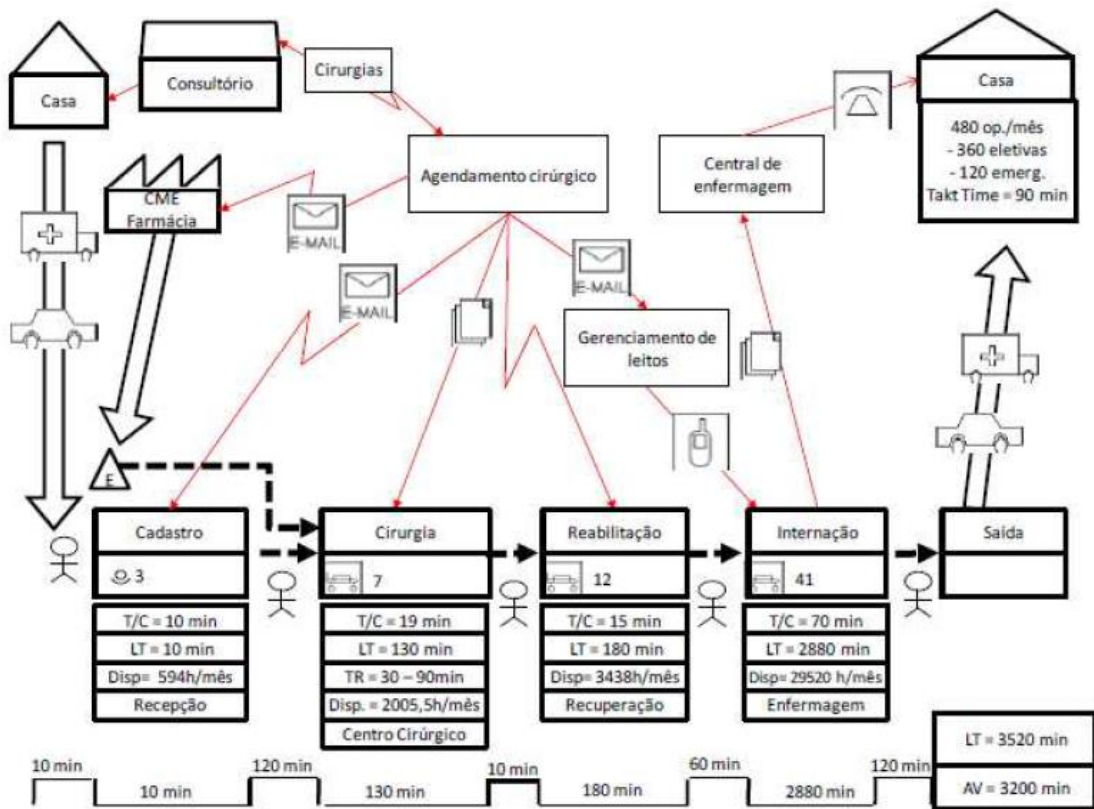 Casa
Consultório
Cirurgias
Casa
480 op./mês
- 360 eletivas
- 120 emerg.
Takt Time = 90 min
Agendamento cirúrgico
Central de
enfermagem
CME
Farmácia
E-MAIL
E-MAIL
E-MAIL
Gerenciamento de
leitos
E
Cadastro
3
T/C = 10 min
LT = 10 min
Disp= 594h/mês
Recepção
Cirurgia
7
T/C = 19 min
LT = 130 min
TR = 30 – 90min
Disp. = 2005,5h/mês
Centro Cirúrgico
Reabilitação
12
T/C = 15 min
LT = 180 min
Disp= 3438h/mês
Recuperação
Internação
41
T/C = 70 min
LT = 2880 min
Disp= 29520 h/mês
Enfermagem
Saída
10 min
10 min
120 min
130 min
10 min
180 min
60 min
2880 min
120 min
LT = 3520 min
AV = 3200 min